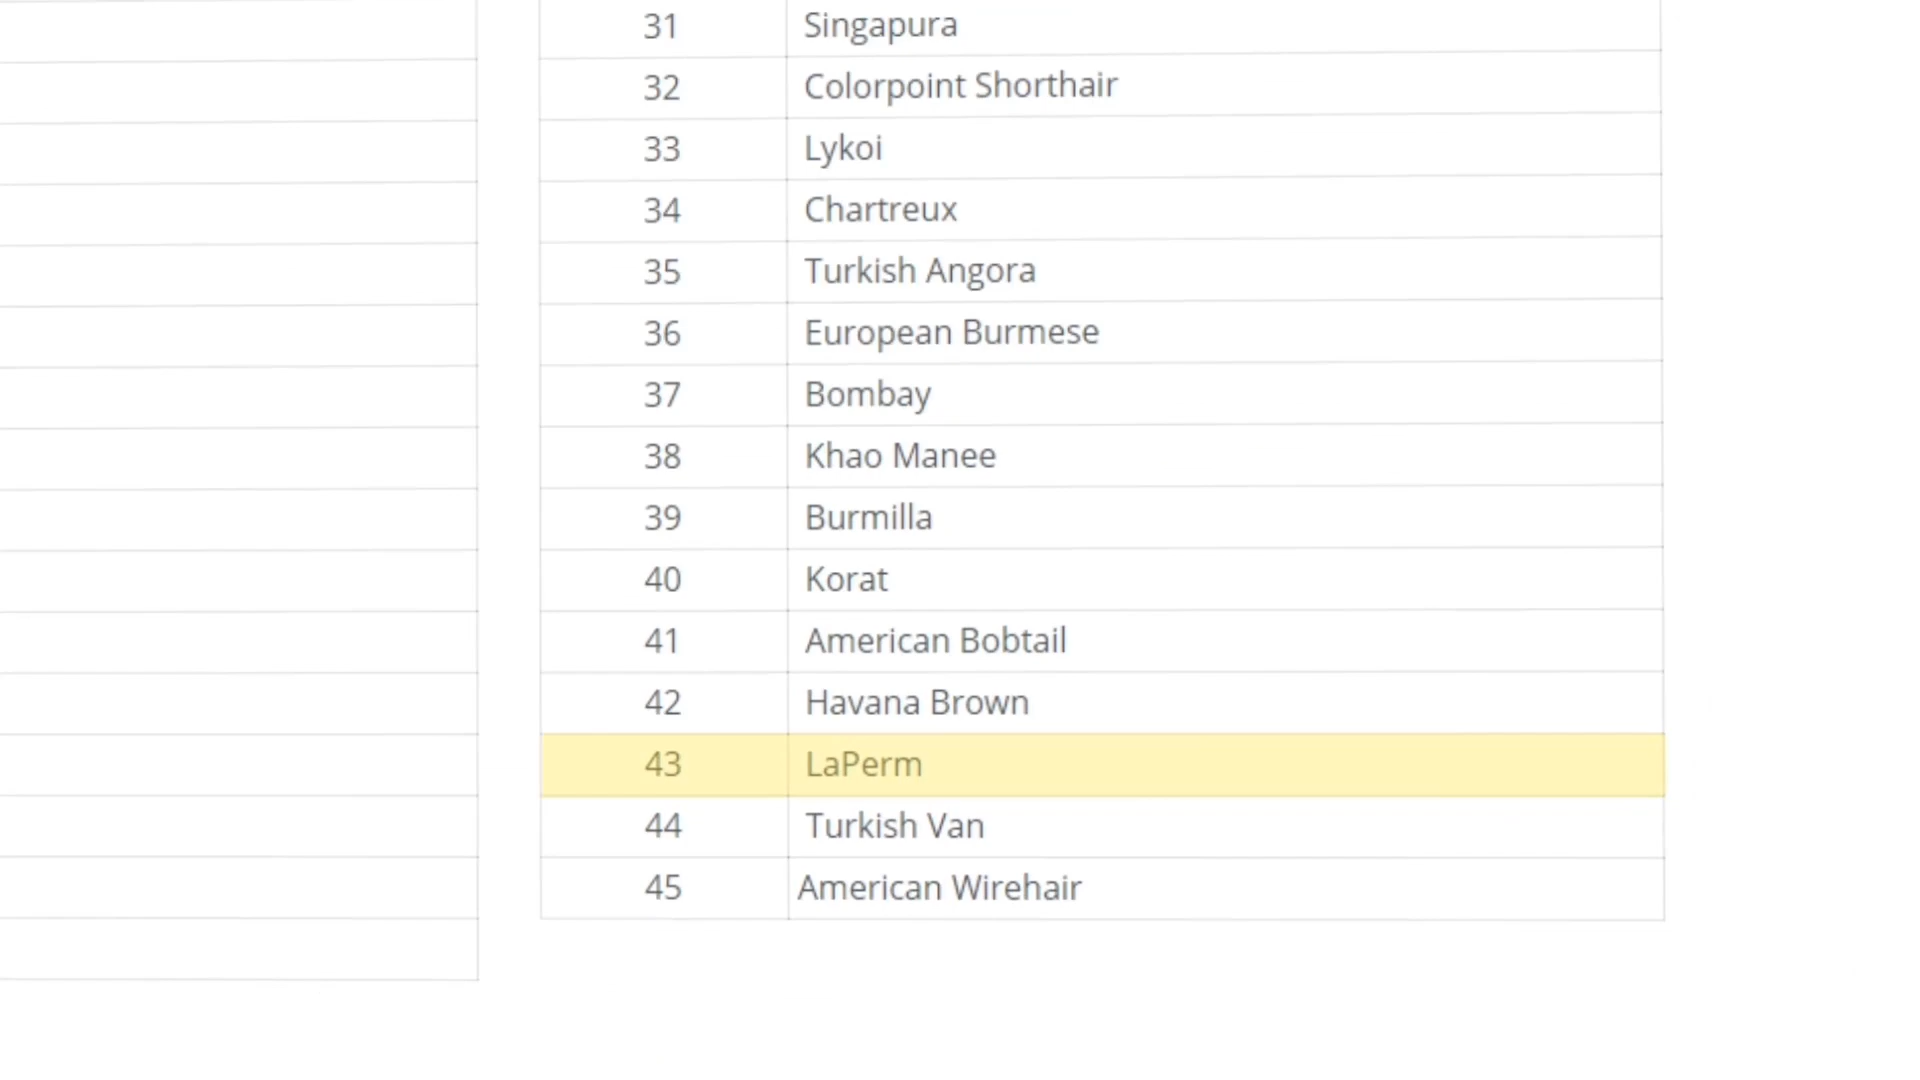 31 Singapura
32 Colorpoint Shorthair
33 Lykoi
34 Chartreux
35 Turkish Angora
36 European Burmese
37 Bombay
38 Khao Manee
39 Burmilla
40 Korat
41 American Bobtail
42 Havana Brown
43 LaPerm
44 Turkish Van
45 American Wirehair